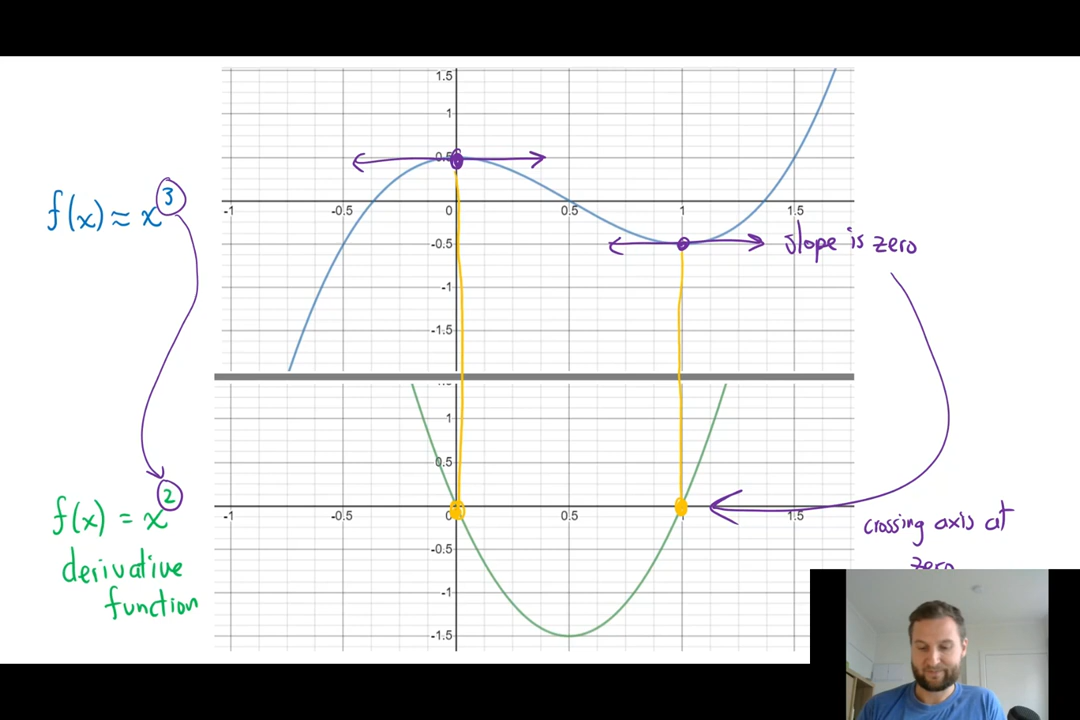 1.5
1
0.5
-1 -0.5 0 0.5 1 1.5
-0.5
-1
-1.5
f(x) ≈ x³
slope is zero
1
0.5
-1 -0.5 0 0.5 1.5
-0.5
-1
-1.5
f(x) = x²
derivative
function
crossing axis at
zero